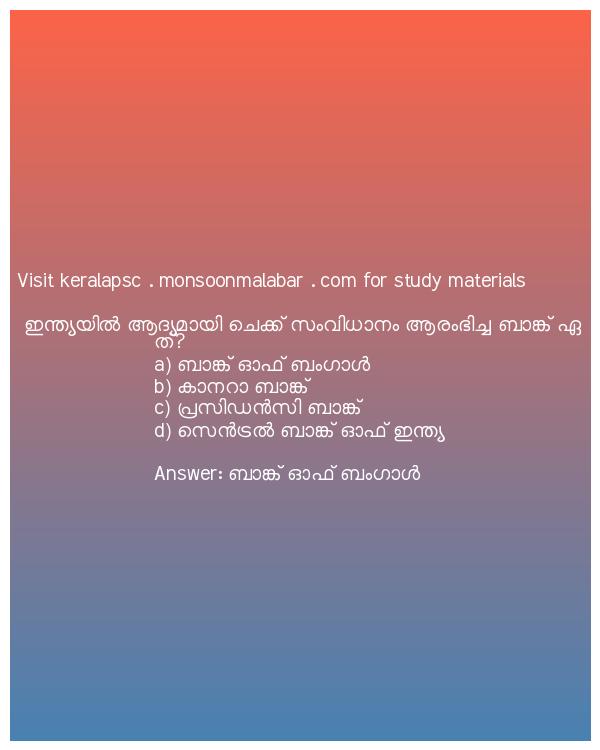 Visit keralapsc . monsoonmalabar . com for study materials
ഇന്ത്യയിൽ ആദ്യമായി ചെക്ക് സംവിധാനം ആരംഭിച്ച ബാങ്ക് ഏ
ത്?
a) ബാങ്ക് ഓഫ് ബംഗാൾ
b) കാനറാ ബാങ്ക്
c) പ്രസിഡൻസി ബാങ്ക്
d) സെൻട്രൽ ബാങ്ക് ഓഫ് ഇന്ത്യ
Answer: ബാങ്ക് ഓഫ് ബംഗാൾ